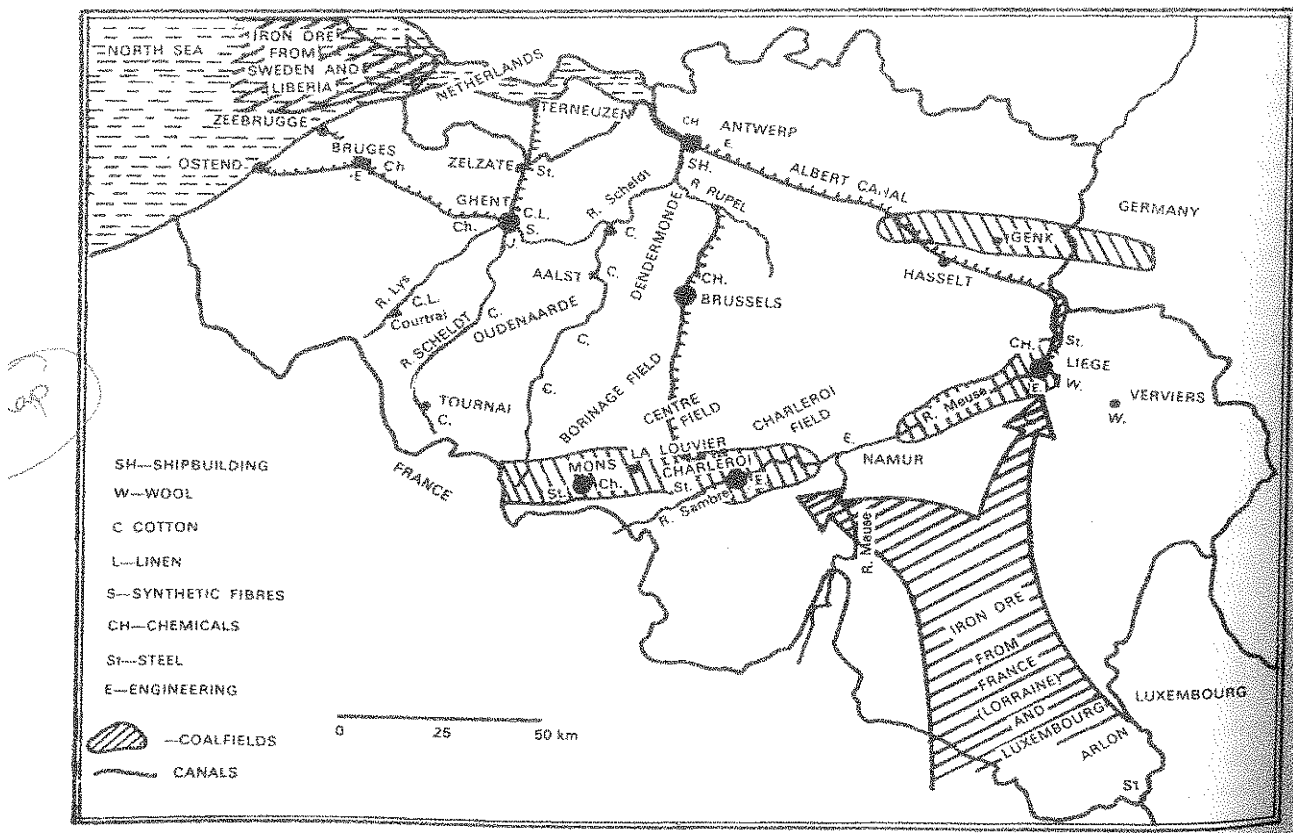 NORTH SEA
IRON ORE
FROM
SWEDEN AND
LIBERIA
NETHERLANDS
ZEEBRUGGE
TERNEUZEN
CH
ANTWERP
E.
SH.
BRUGES
Ch
.E
OSTEND
ZELZATE
St.
ALBERT CANAL
GHENT
C.L.
Ch.
S.
R. Scheldt
R. RUPEL
GERMANY
C.
GENK
HASSELT
AALST
C.
DENDERMONDE
CH.
BRUSSELS
R. Lys
C.L.
Courtrai
C.
OUDENAARDE
R. SCHELDT
C.
CH.
St.
LIEGE
E.
W.
R. Mause
VERVIERS
W.
TOURNAI
C.
C.
BORINAGE FIELD
CENTRE
FIELD
CHARLEROI
FIELD
E.
NAMUR
FRANCE
LA LOUVIER
MONS
CHARLEROI
St.
Ch.
St.
E.
R. Sambre
R. Mause
SH—SHIPBUILDING
W—WOOL
C COTTON
L—LINEN
S—SYNTHETIC FIBRES
CH—CHEMICALS
St—STEEL
E—ENGINEERING
—COALFIELDS
CANALS
0 25 50 km
IRON ORE
FROM
FRANCE
(LORRAINE)
AND
LUXEMBOURG
LUXEMBOURG
ARLON
St